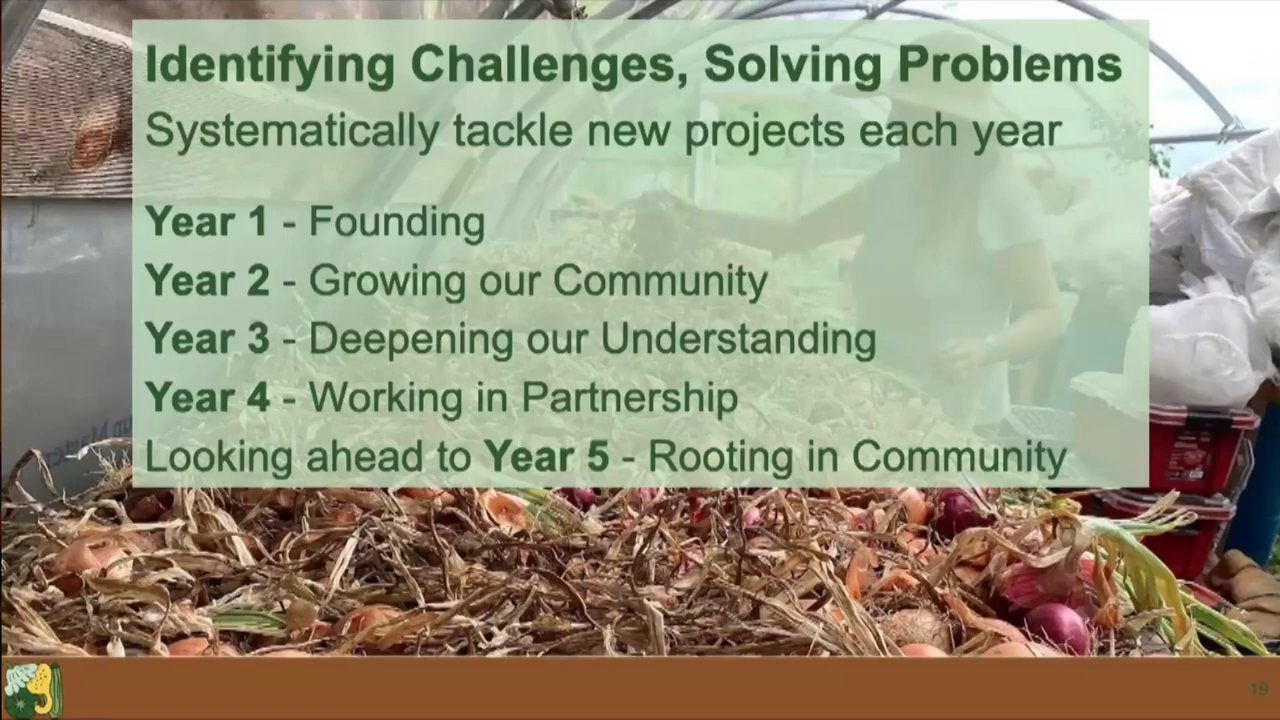 Identifying Challenges, Solving Problems
Systematically tackle new projects each year
Year 1 - Founding
Year 2 - Growing our Community
Year 3 - Deepening our Understanding
Year 4 - Working in Partnership
Looking ahead to Year 5 - Rooting in Community
19